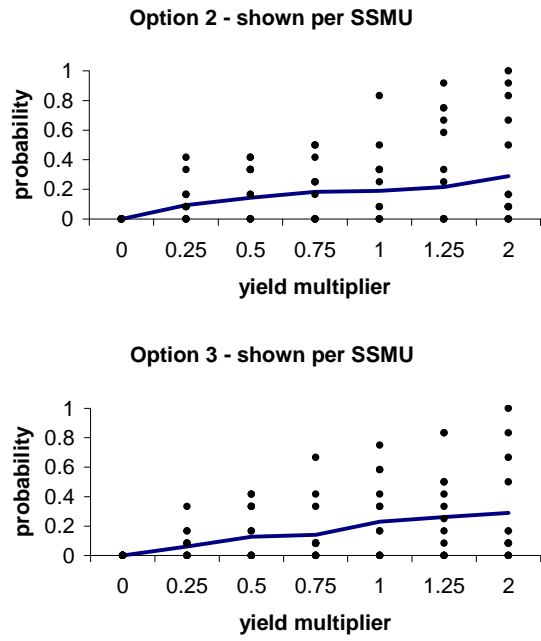 Option 2 - shown per SSMU
1
0.8
0.6
0.4
0.2
0
probability
0 0.25 0.5 0.75 1 1.25 2
yield multiplier
Option 3 - shown per SSMU
1
0.8
0.6
0.4
0.2
0
probability
0 0.25 0.5 0.75 1 1.25 2
yield multiplier